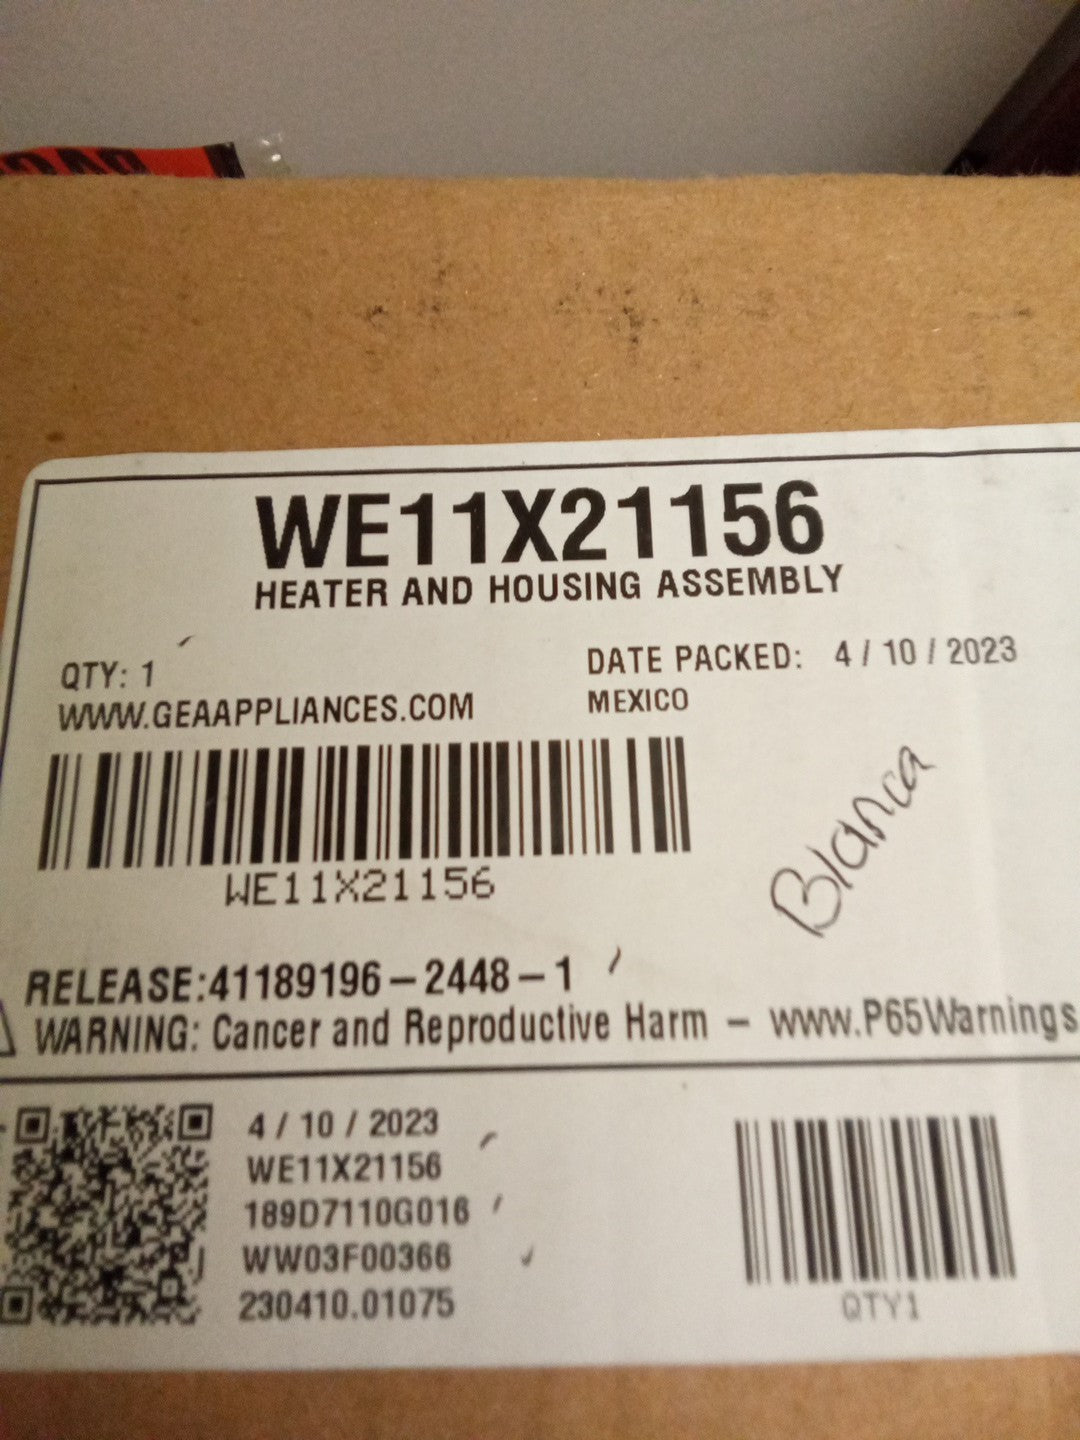 WE11X21156
HEATER AND HOUSING ASSEMBLY
QTY: 1
DATE PACKED: 4 / 10 / 2023
WWW.GEAAPPLIANCES.COM
MEXICO
WE11X21156
Blanca
RELEASE:41189196-2448-1
WARNING: Cancer and Reproductive Harm - www.P65Warnings
4 / 10 / 2023
WE11X21156
189D7110G016
WW03F00366
230410.01075
QTY1